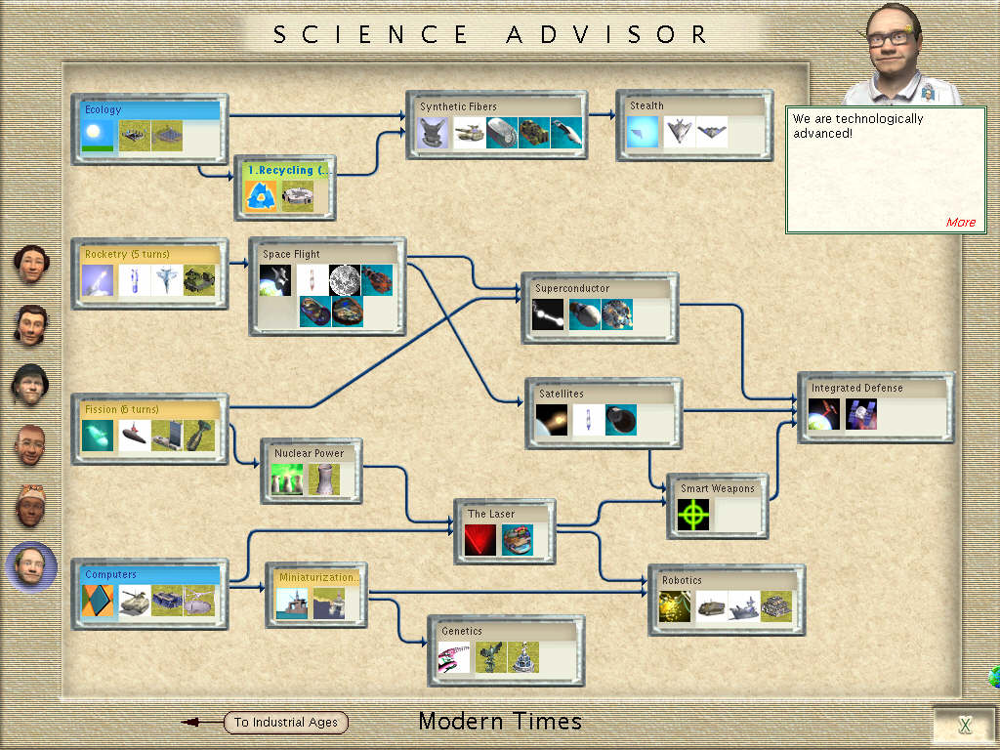 SCIENCE ADVISOR
We are technologically
advanced!
More
Ecology
Synthetic Fibers
Stealth
1.Recycling (...
Rocketry (5 turns)
Space Flight
Superconductor
Fission (6 turns)
Satellites
Integrated Defense
Nuclear Power
Smart Weapons
The Laser
Computers
Miniaturization...
Robotics
Genetics
To Industrial Ages
Modern Times
X